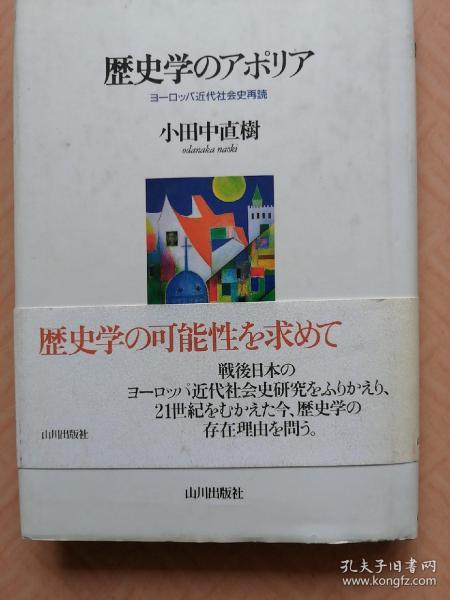 歴史学のアポリア
ヨーロッパ近代社会史再読
小田中直樹
odanaka naoki
歴史学の可能性を求めて
戦後日本の
ヨーロッパ近代社会史研究をふりかえり、
21世紀をむかえた今、歴史学の
存在理由を問う。
山川出版社
山川出版社
孔夫子旧书网
www.kongfz.com